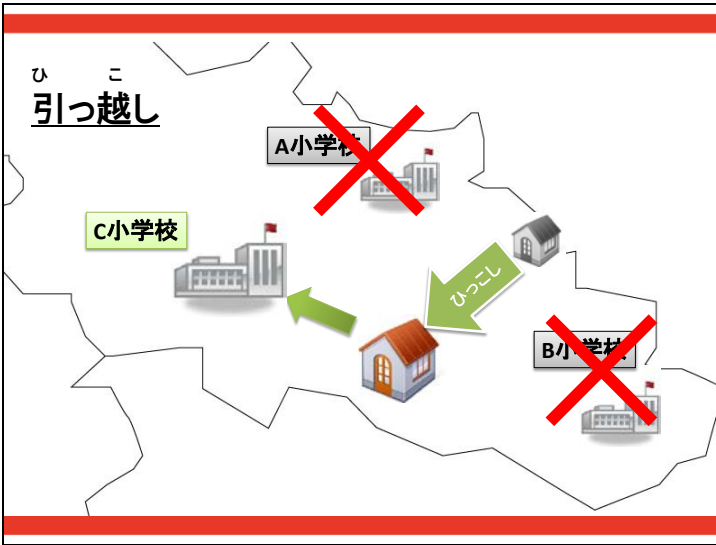 ひ こ
引っ越し
A小学校
C小学校
ひっこし
B小学校